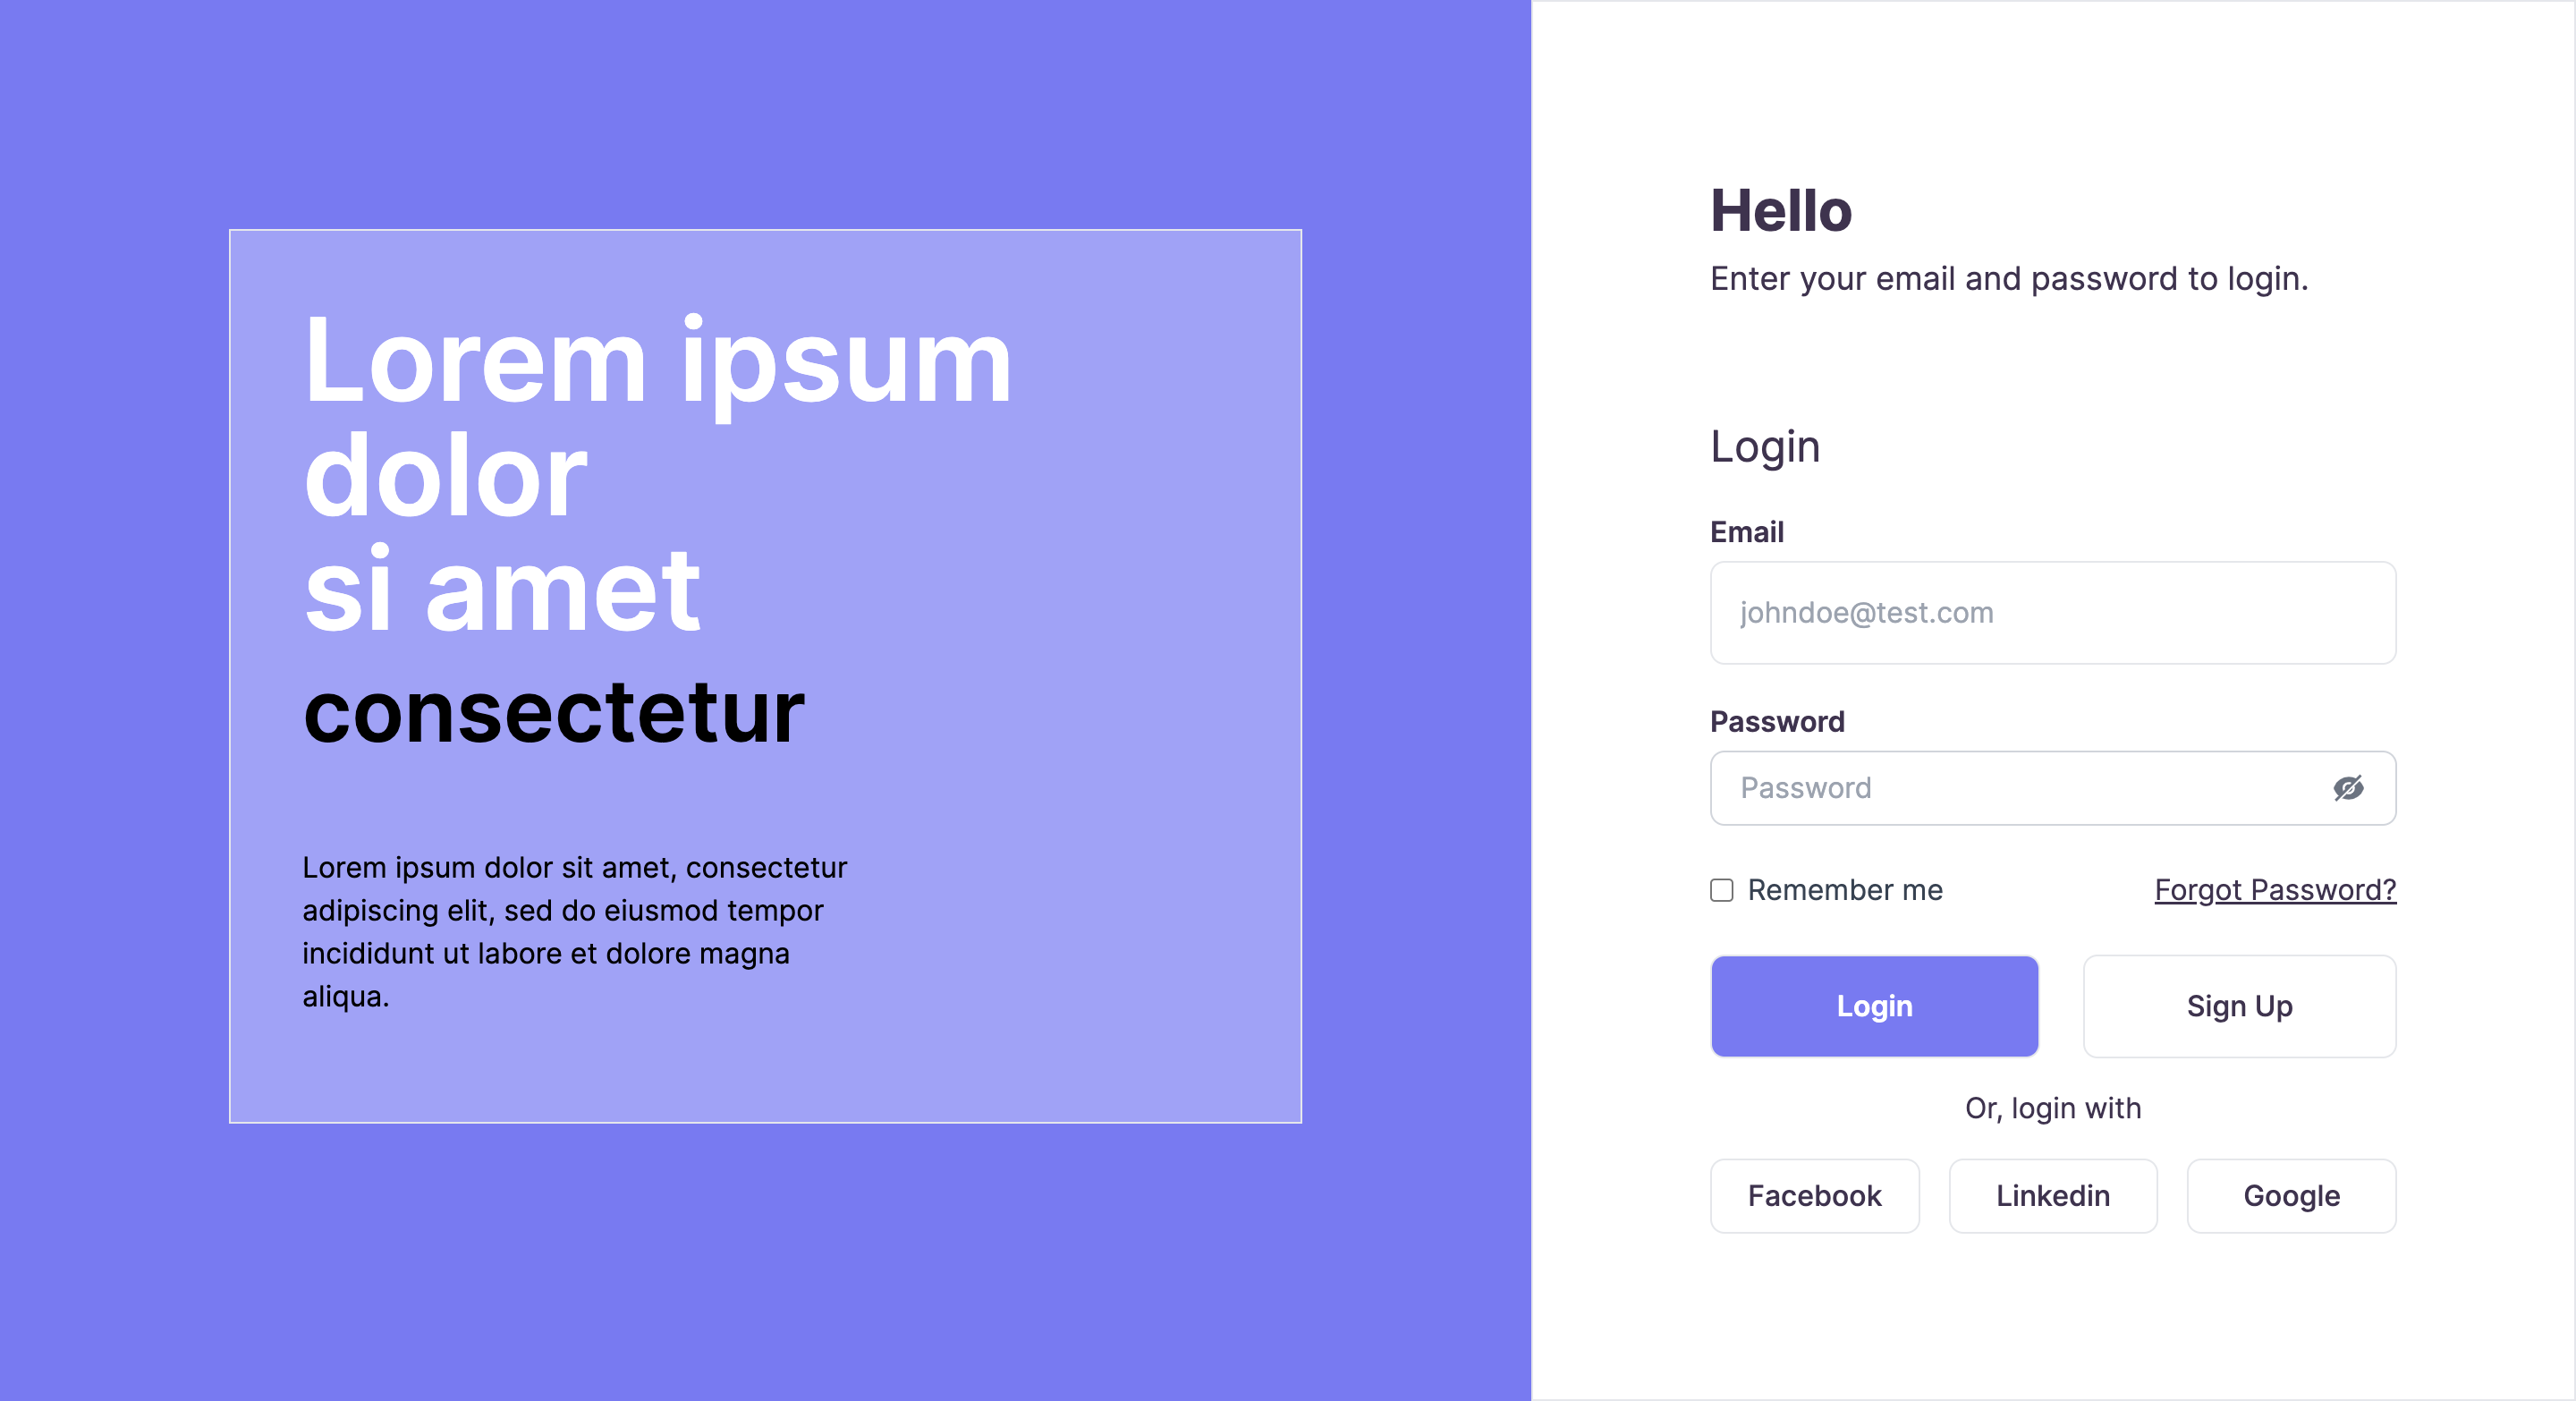 Lorem ipsum
dolor
si amet
consectetur
Lorem ipsum dolor sit amet, consectetur
adipiscing elit, sed do eiusmod tempor
incididunt ut labore et dolore magna
aliqua.
Hello
Enter your email and password to login.
Login
Email
johndoe@test.com
Password
Password
Remember me
Forgot Password?
Login
Sign Up
Or, login with
Facebook
Linkedin
Google